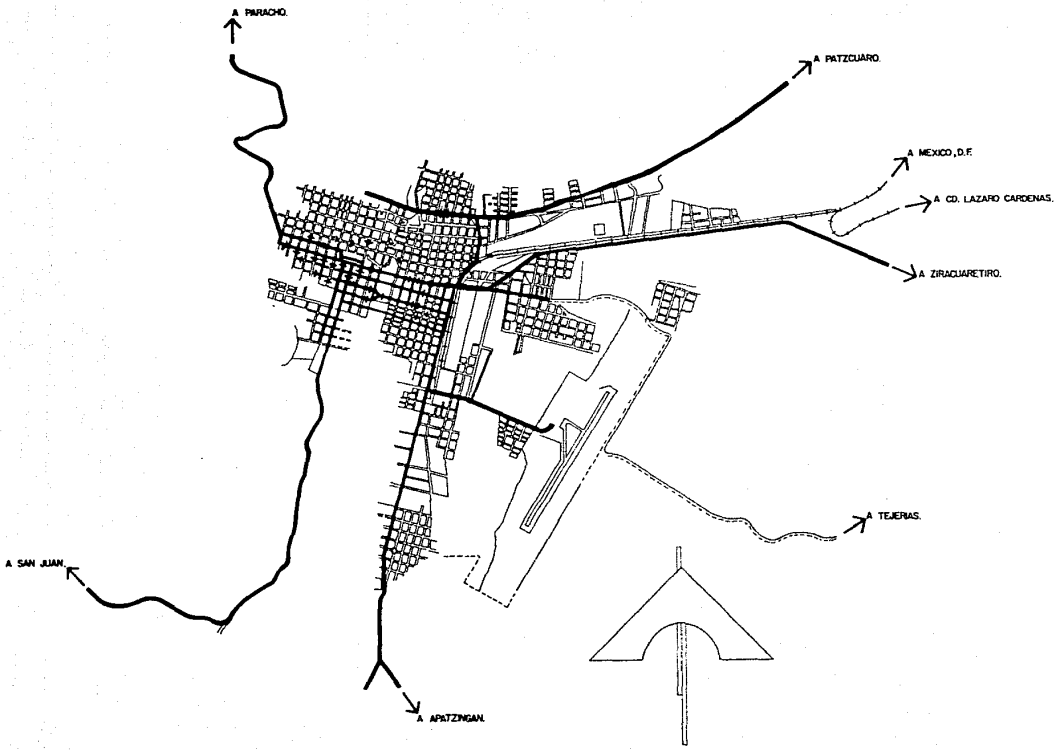 A PARACHO.
A PATZCUARO.
A MEXICO, D.F.
A CD. LAZARO CARDENAS.
A ZIRACUARETIRO.
A TEJERIAS.
A SAN JUAN.
A APATZINGAN.